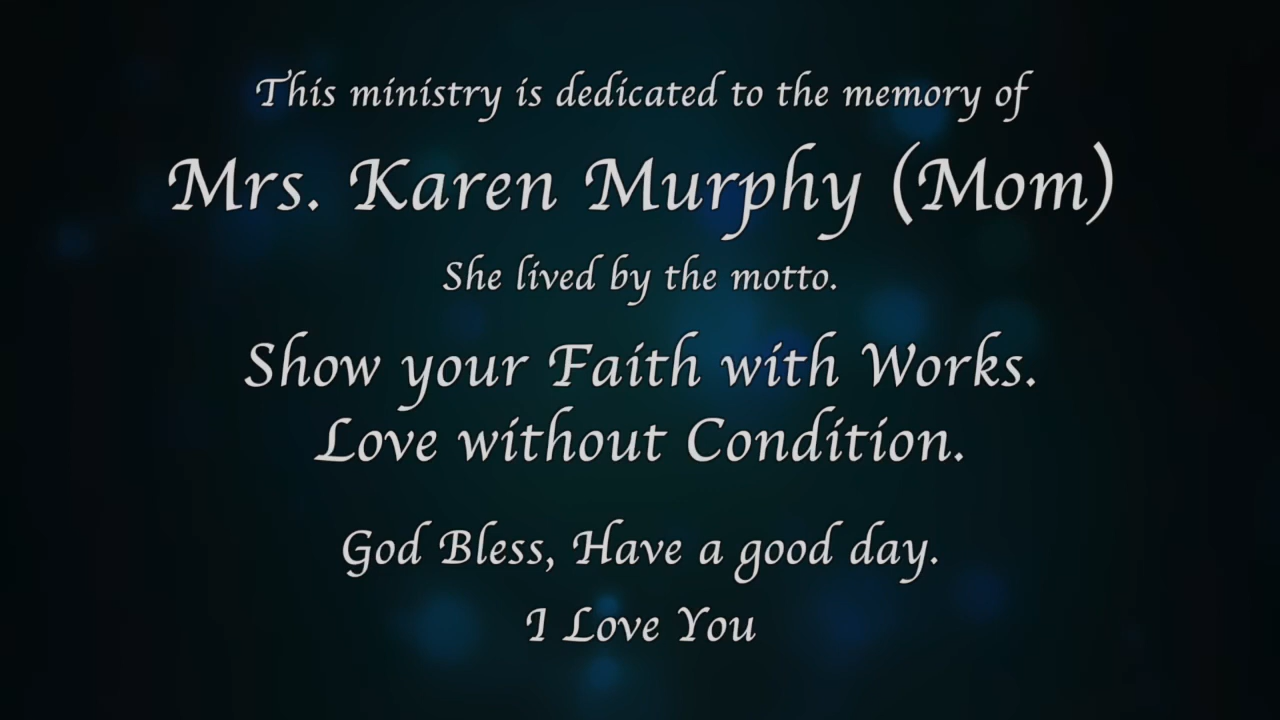 This ministry is dedicated to the memory of
Mrs. Karen Murphy (Mom)
She lived by the motto.
Show your Faith with Works.
Love without Condition.
God Bless, Have a good day.
I Love You